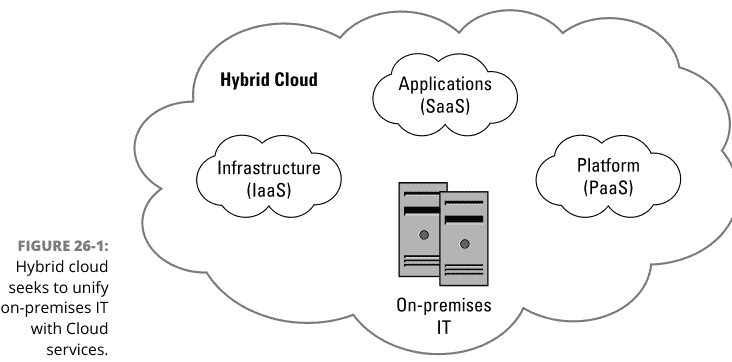 Hybrid Cloud
Applications
(SaaS)
Infrastructure
(IaaS)
Platform
(PaaS)
On-premises
IT
FIGURE 26-1:
Hybrid cloud
seeks to unify
on-premises IT
with Cloud
services.